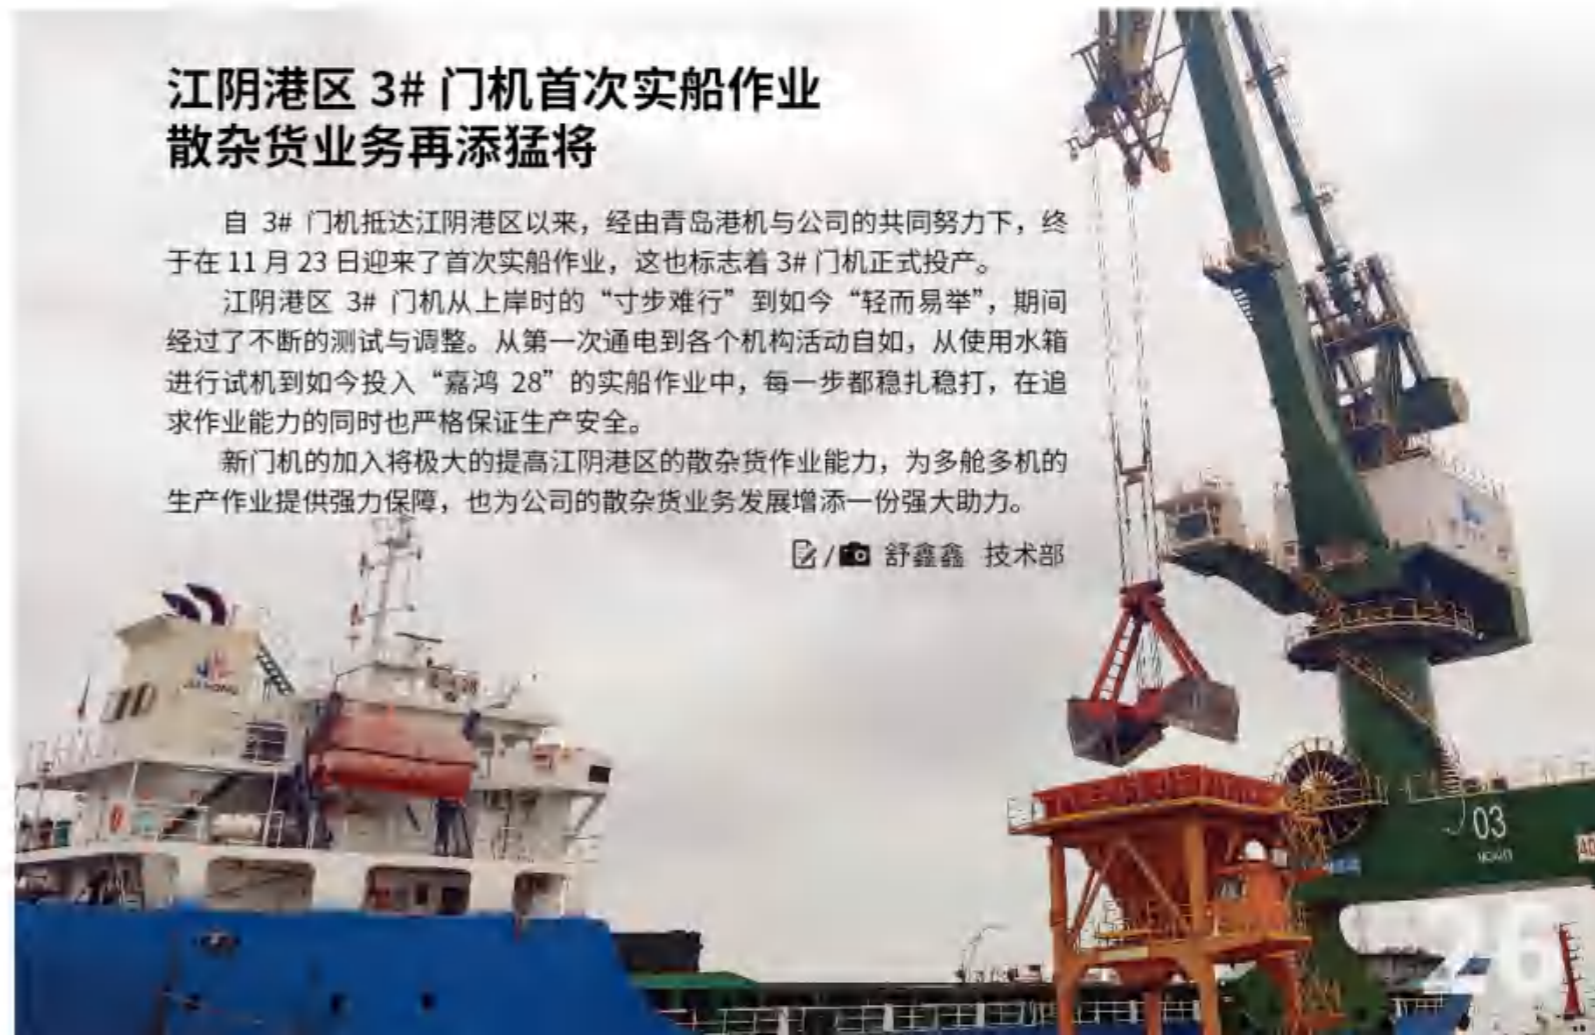 江阴港区 3# 门机首次实船作业
散杂货业务再添猛将
自 3# 门机抵达江阴港区以来，经由青岛港机与公司的共同努力下，终
于在 11 月 23 日迎来了首次实船作业，这也标志着 3# 门机正式投产。
江阴港区 3# 门机从上岸时的“寸步难行”到如今“轻而易举”，期间
经过了不断的测试与调整。从第一次通电到各个机构活动自如，从使用水箱
进行试机到如今投入“嘉鸿 28”的实船作业中，每一步都稳扎稳打，在追
求作业能力的同时也严格保证生产安全。
新门机的加入将极大的提高江阴港区的散杂货作业能力，为多舱多机的
生产作业提供强力保障，也为公司的散杂货业务发展增添一份强大助力。
/ 舒鑫鑫 技术部
03
26